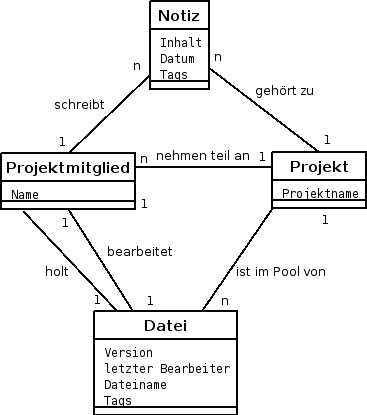 Notiz
Inhalt
Datum
Tags
n
n
schreibt
gehört zu
1
1
Projektmitglied
Name
n
nehmen teil an
1
Projekt
Projektname
1
1
1
bearbeitet
holt
ist im Pool von
1
1
n
Datei
Version
letzter Bearbeiter
Dateiname
Tags